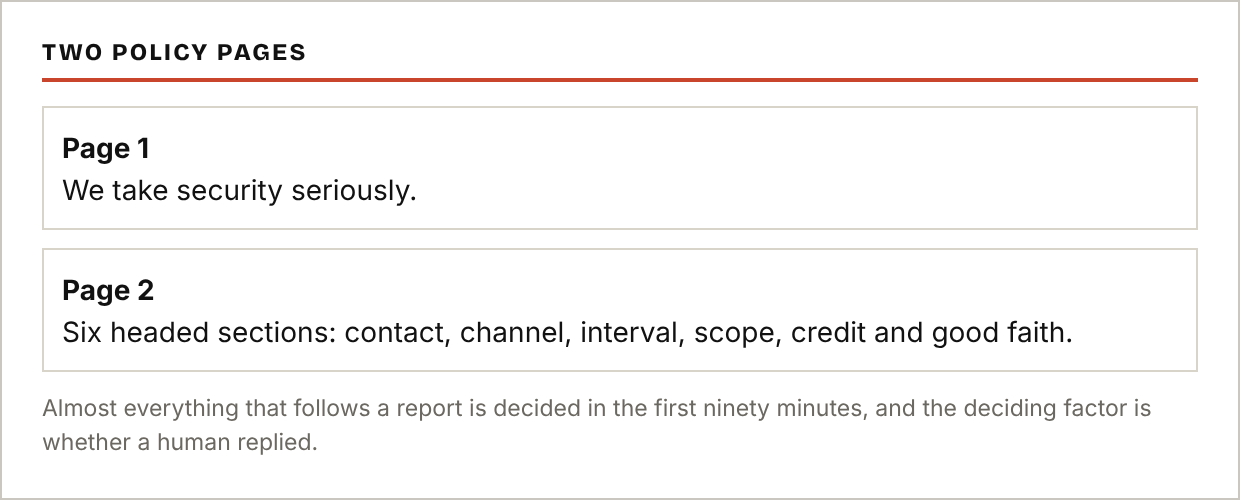 TWO POLICY PAGES
Page 1
We take security seriously.
Page 2
Six headed sections: contact, channel, interval, scope, credit and good faith.
Almost everything that follows a report is decided in the first ninety minutes, and the deciding factor is
whether a human replied.